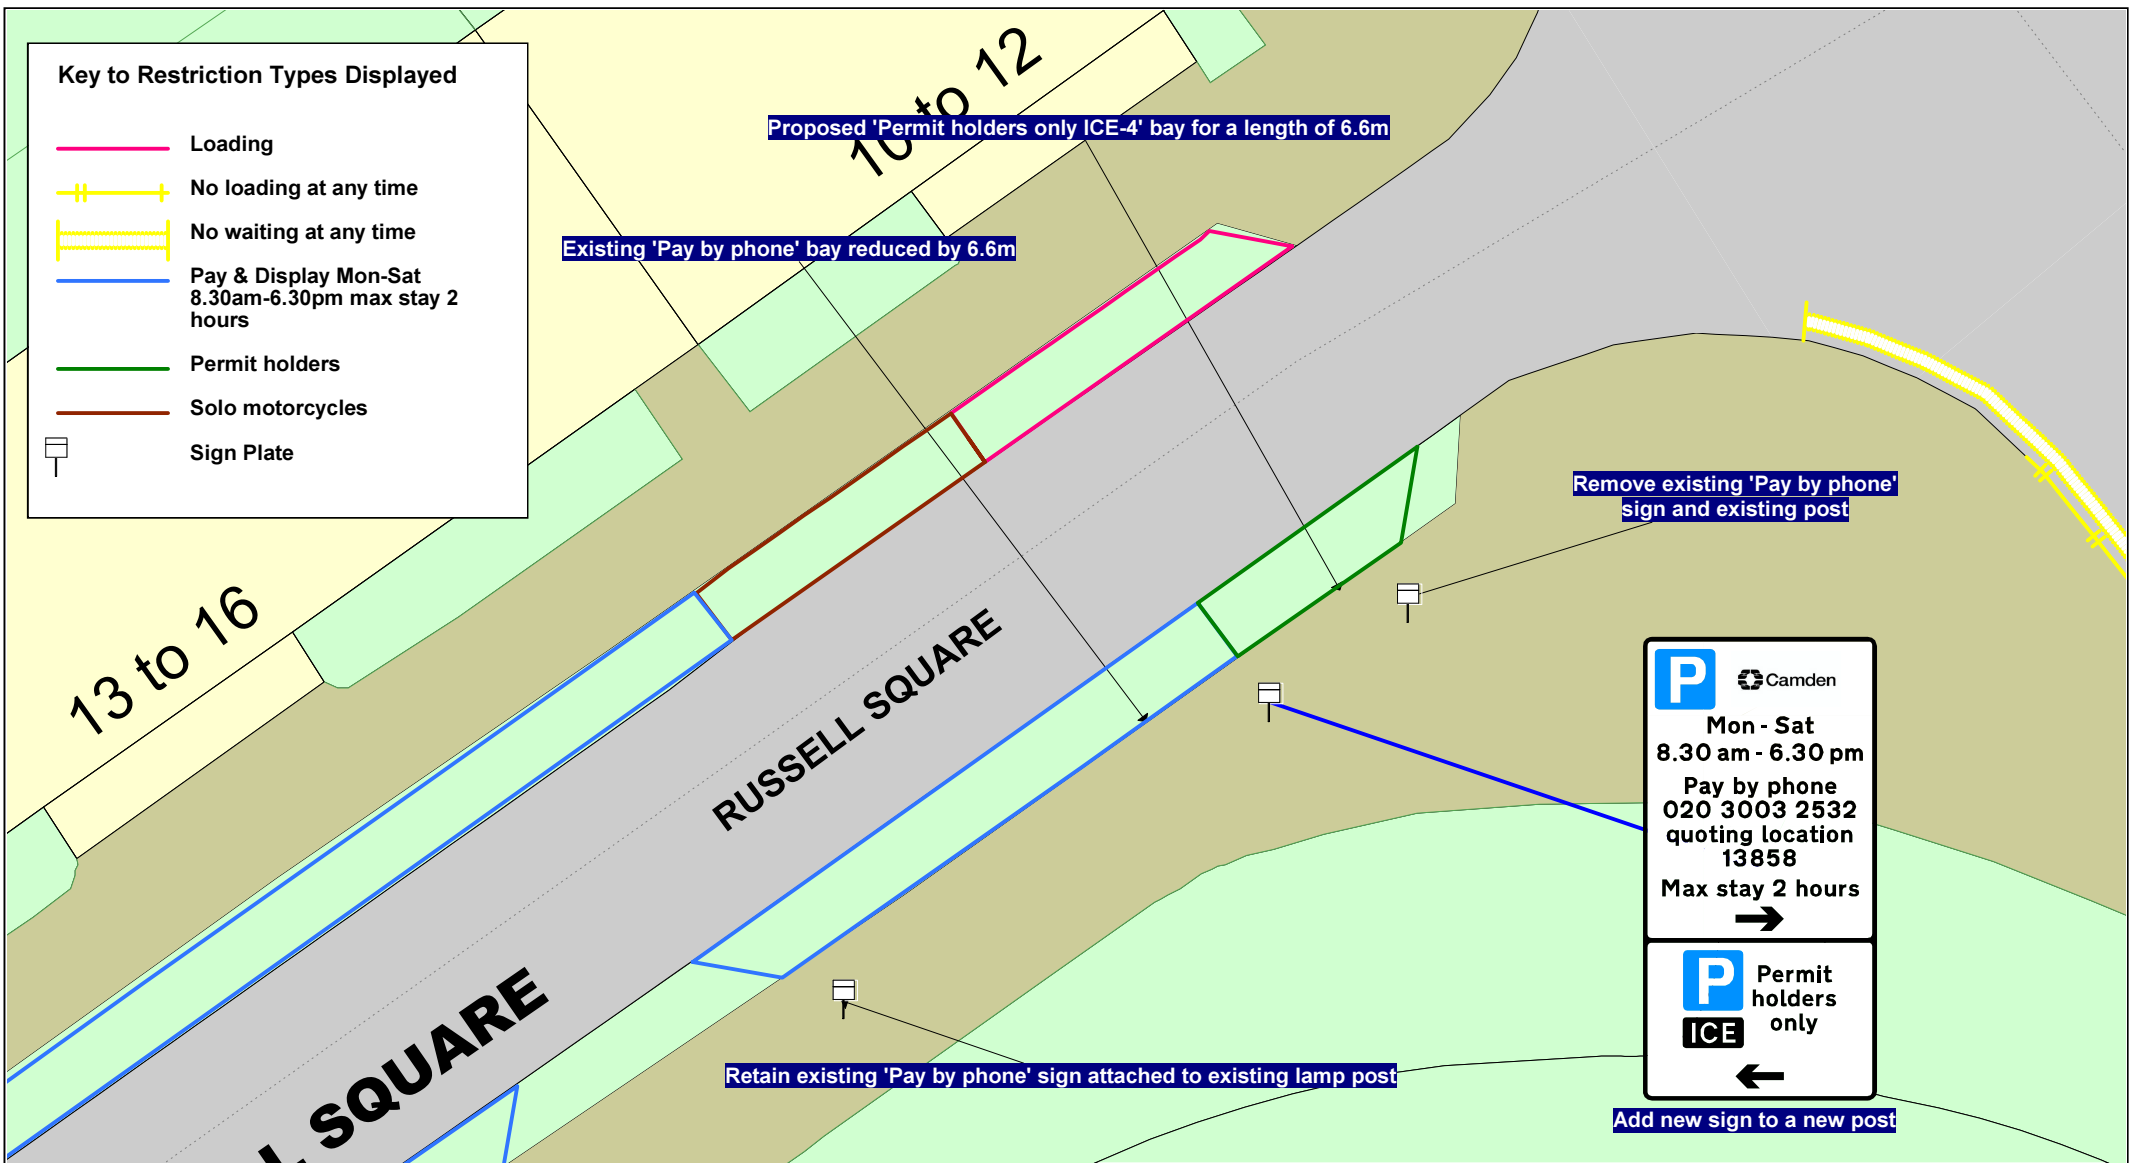 Key to Restriction Types Displayed
Loading
No loading at any time
No waiting at any time
Pay & Display Mon-Sat
8.30am-6.30pm max stay 2
hours
Permit holders
Solo motorcycles
Sign Plate
10 to 12
Proposed 'Permit holders only ICE-4' bay for a length of 6.6m
Existing 'Pay by phone' bay reduced by 6.6m
Remove existing 'Pay by phone'
sign and existing post
13 to 16
RUSSELL SQUARE
P Camden
Mon - Sat
8.30 am - 6.30 pm
Pay by phone
020 3003 2532
quoting location
13858
Max stay 2 hours
P Permit
holders
only
ICE
L SQUARE
Retain existing 'Pay by phone' sign attached to existing lamp post
Add new sign to a new post